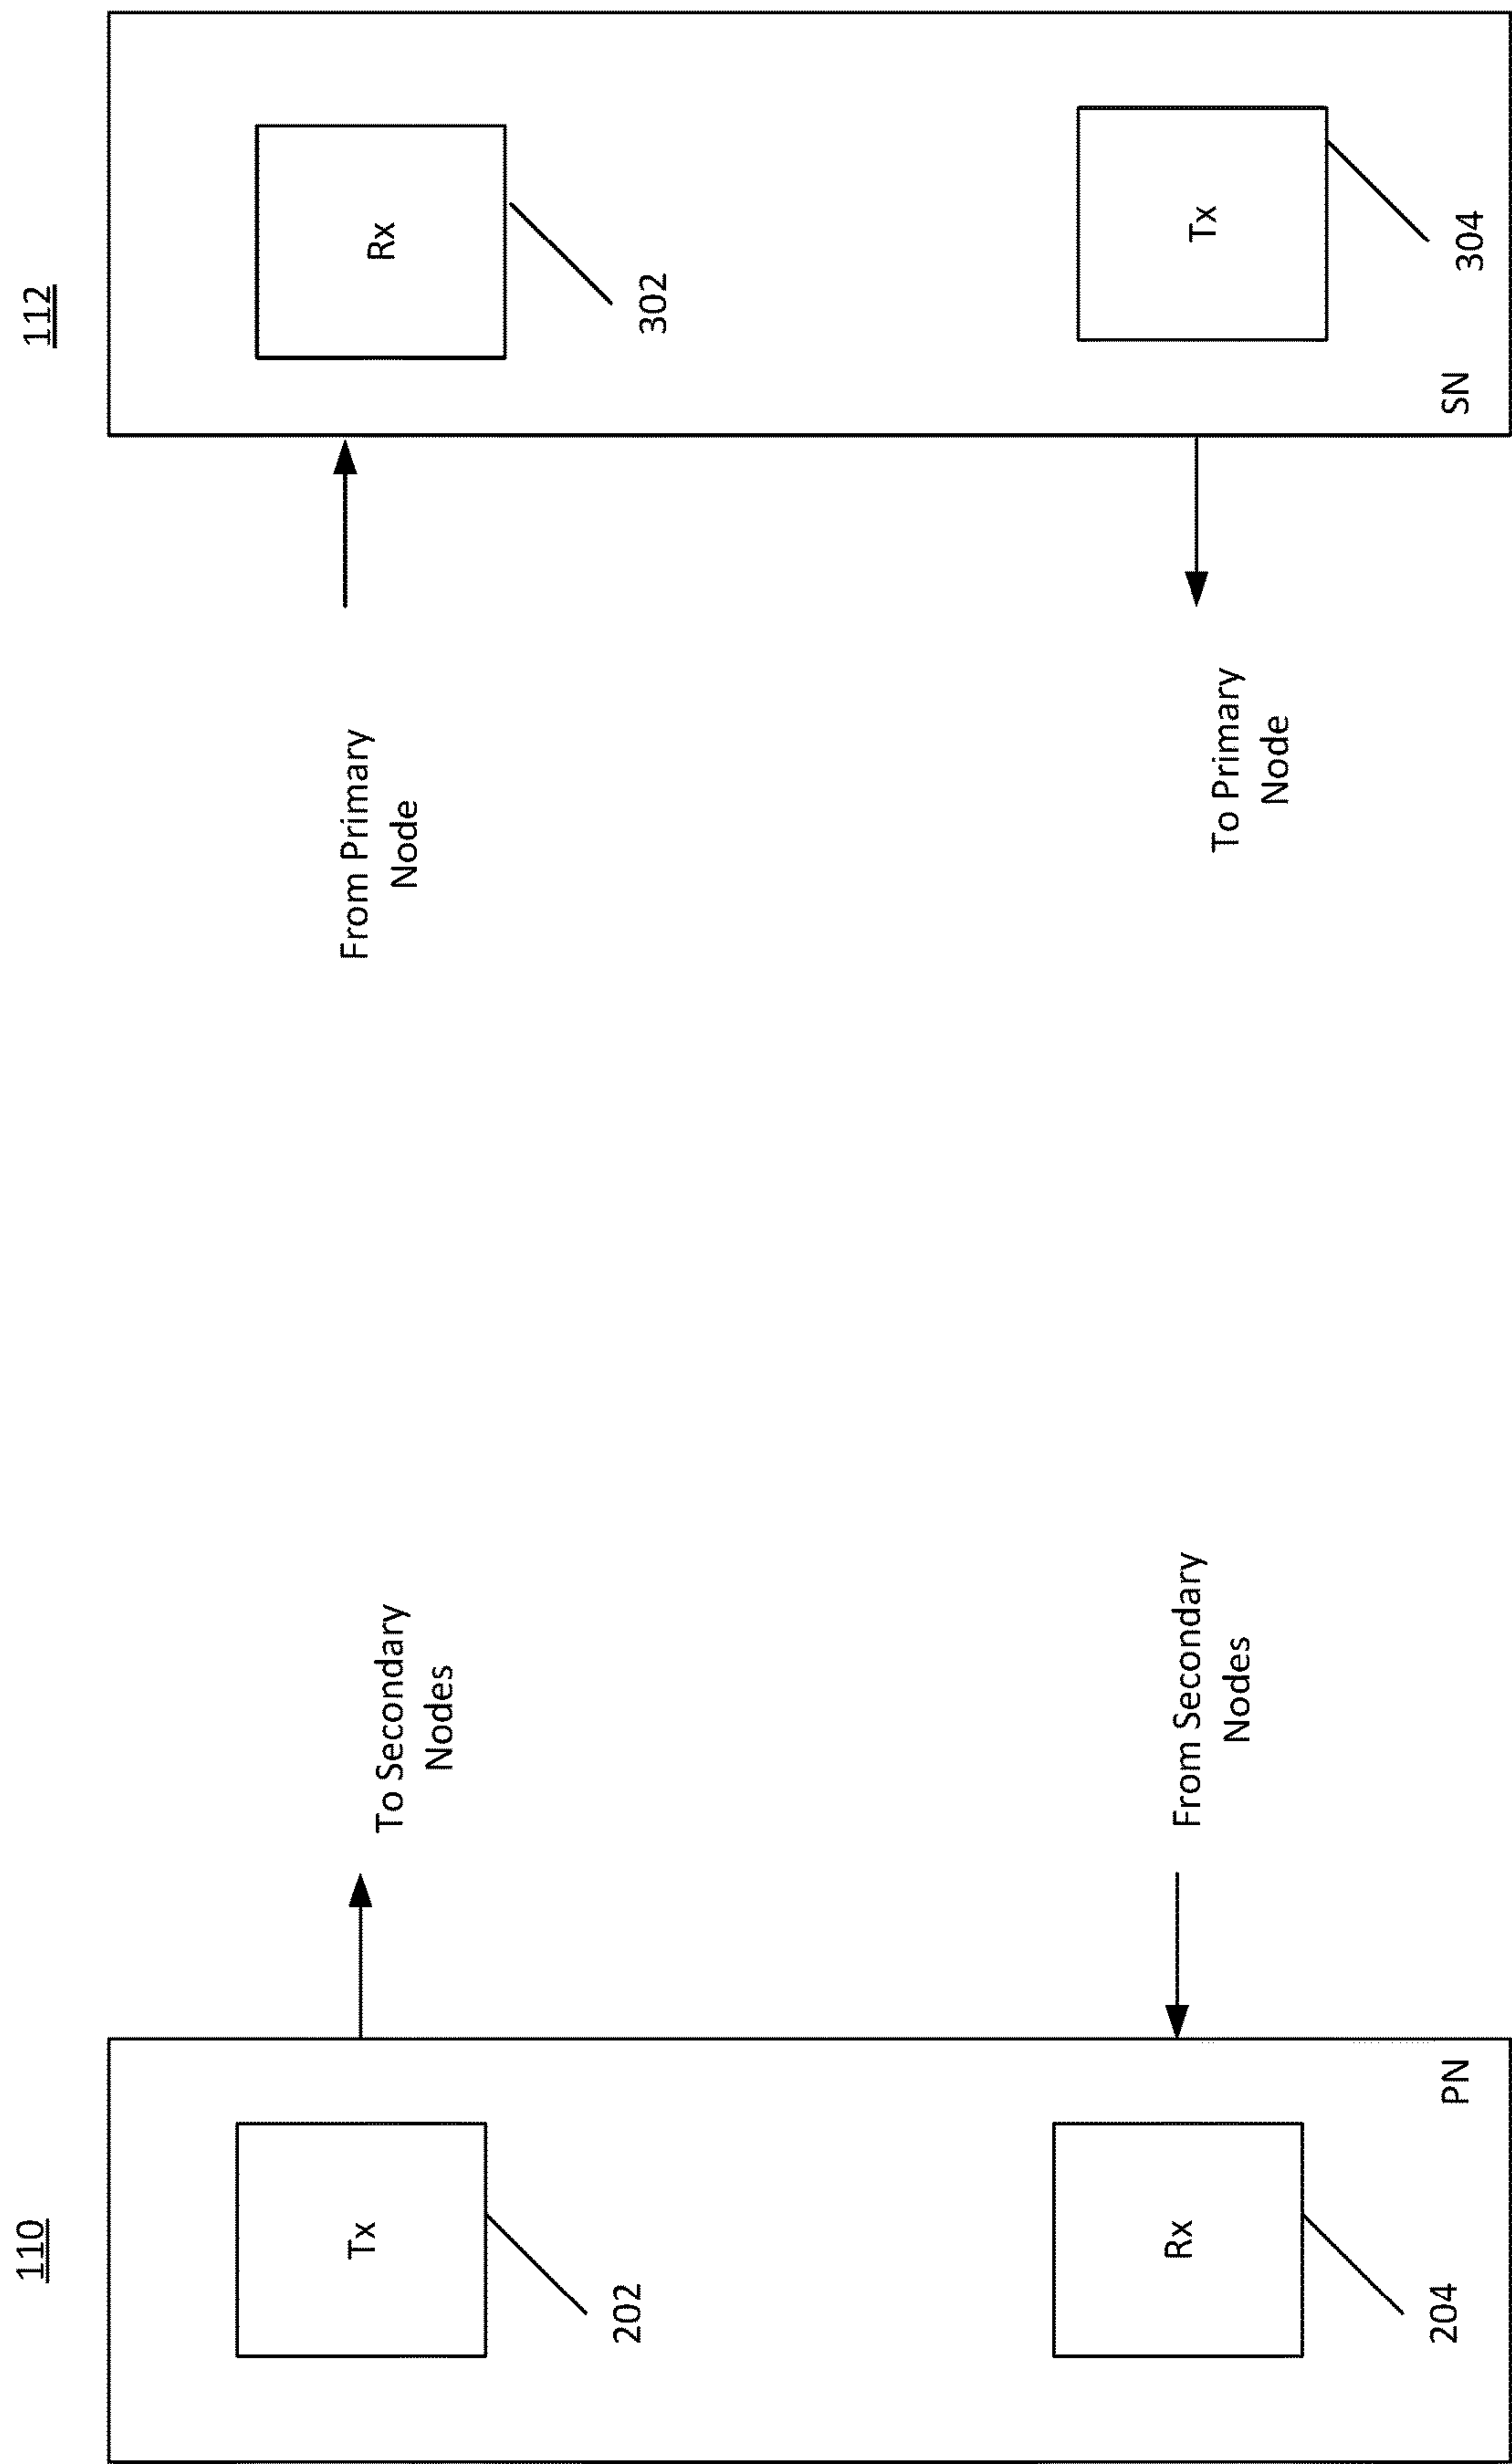 110
Tx
202
Rx
204
PN
To Secondary
Nodes
From Secondary
Nodes
112
From Primary
Node
To Primary
Node
Rx
302
Tx
304
SN